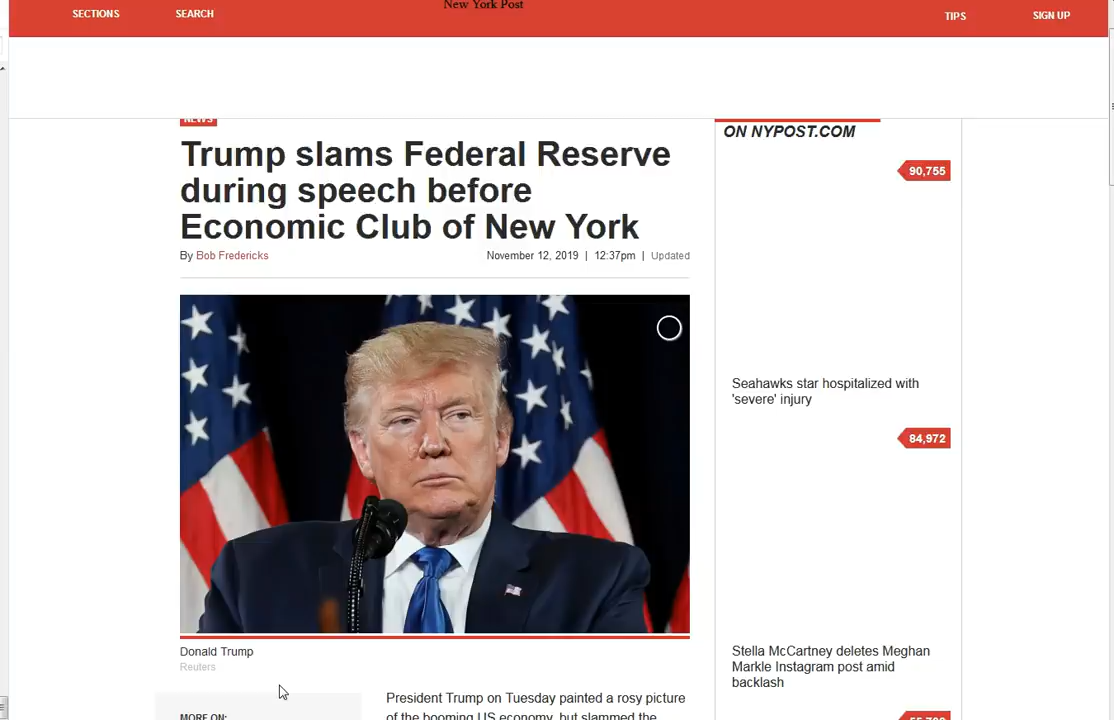 New York Post
SECTIONS
SEARCH
TIPS
SIGN UP
NEWS
Trump slams Federal Reserve
during speech before
Economic Club of New York
By Bob Fredericks
November 12, 2019 | 12:37pm | Updated
Donald Trump
Reuters
MORE ON:
President Trump on Tuesday painted a rosy picture
of the booming US economy, but slammed the
ON NYPOST.COM
90,755
Seahawks star hospitalized with
'severe' injury
84,972
Stella McCartney deletes Meghan
Markle Instagram post amid
backlash